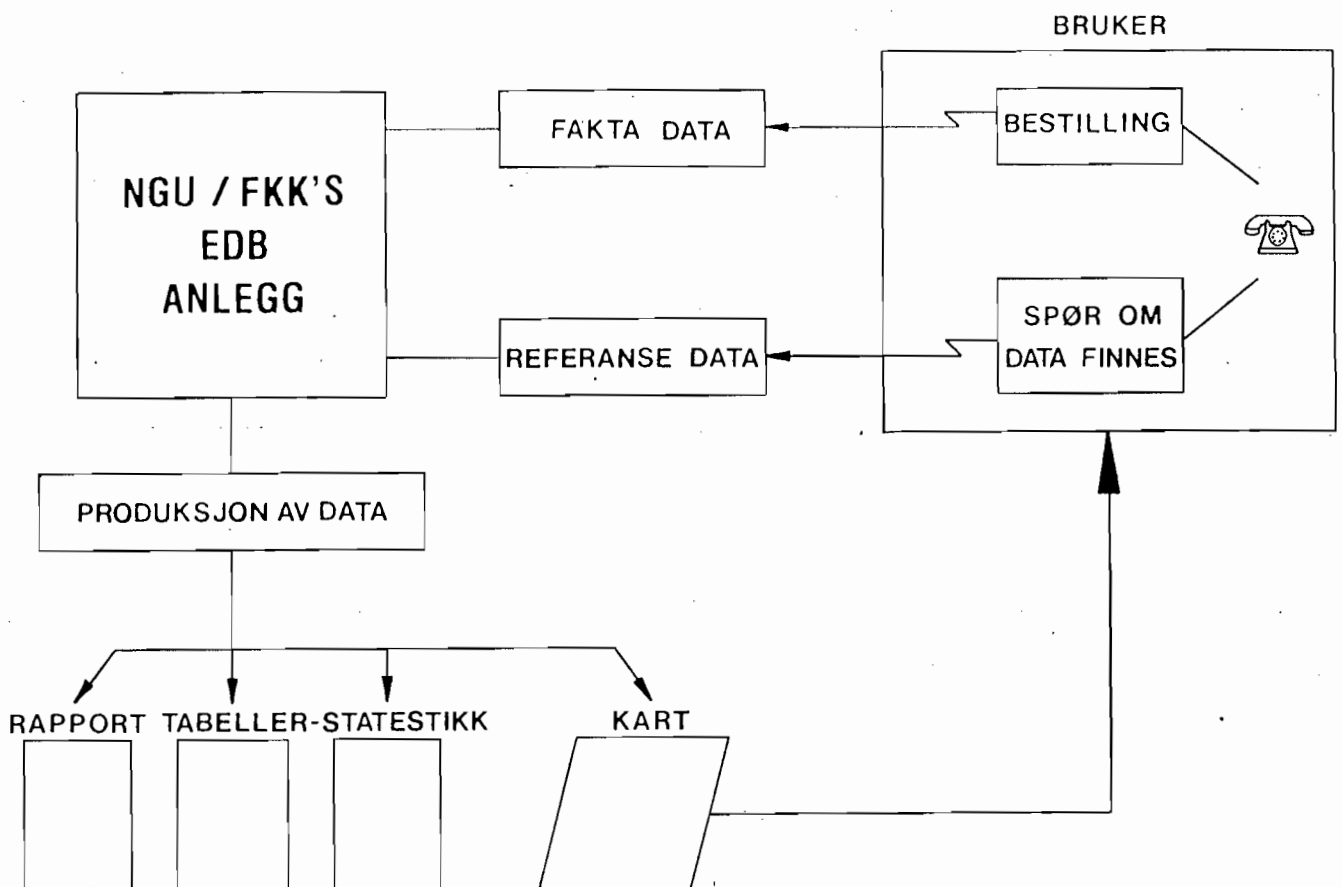 BRUKER
NGU / FKK'S
EDB
ANLEGG
FAKTA DATA
BESTILLING
REFERANSE DATA
SPØR OM
DATA FINNES
PRODUKSJON AV DATA
RAPPORT TABELLER-STATESTIKK KART